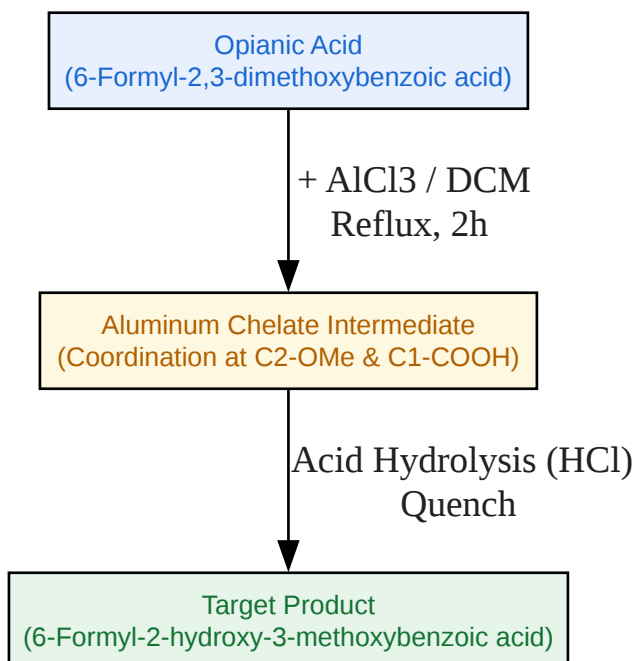 Opianic Acid
(6-Formyl-2,3-dimethoxybenzoic acid)
+ AlCl3 / DCM
Reflux, 2h
Aluminum Chelate Intermediate
(Coordination at C2-OMe & C1-COOH)
Acid Hydrolysis (HCl)
Quench
Target Product
(6-Formyl-2-hydroxy-3-methoxybenzoic acid)